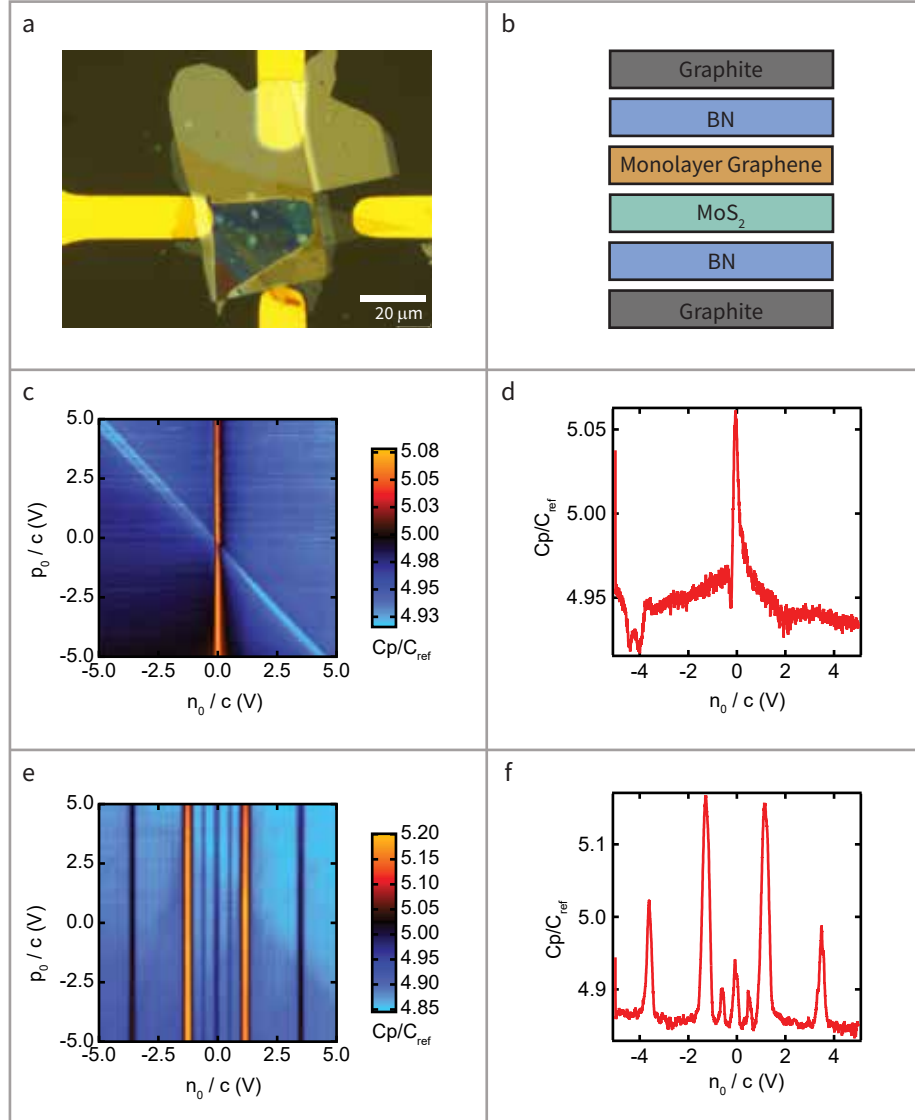 a
20 µm
b
Graphite
BN
Monolayer Graphene
MoS₂
BN
Graphite
c
5.0
2.5
0.0
-2.5
-5.0
p₀ / c (V)
-5.0 -2.5 0.0 2.5 5.0
n₀ / c (V)
5.08
5.05
5.03
5.00
4.98
4.95
4.93
Cp/C_ref
d
5.05
5.00
4.95
Cp/C_ref
-4 -2 0 2 4
n₀ / c (V)
e
5.0
2.5
0.0
-2.5
-5.0
p₀ / c (V)
-5.0 -2.5 0.0 2.5 5.0
n₀ / c (V)
5.20
5.15
5.10
5.05
5.00
4.95
4.90
4.85
Cp/C_ref
f
5.1
5.0
4.9
Cp/C_ref
-4 -2 0 2 4
n₀ / c (V)